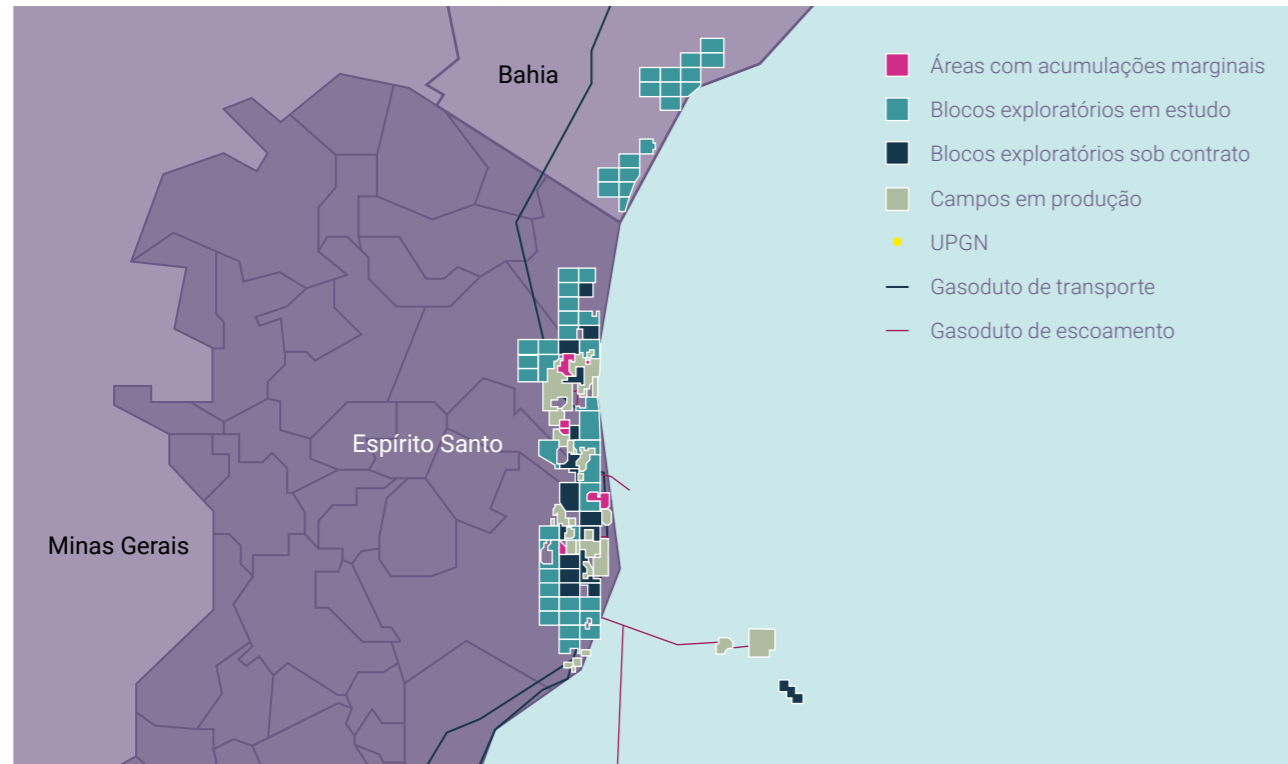 Bahia
Espírito Santo
Minas Gerais
Áreas com acumulações marginais
Blocos exploratórios em estudo
Blocos exploratórios sob contrato
Campos em produção
UPGN
Gasoduto de transporte
Gasoduto de escoamento